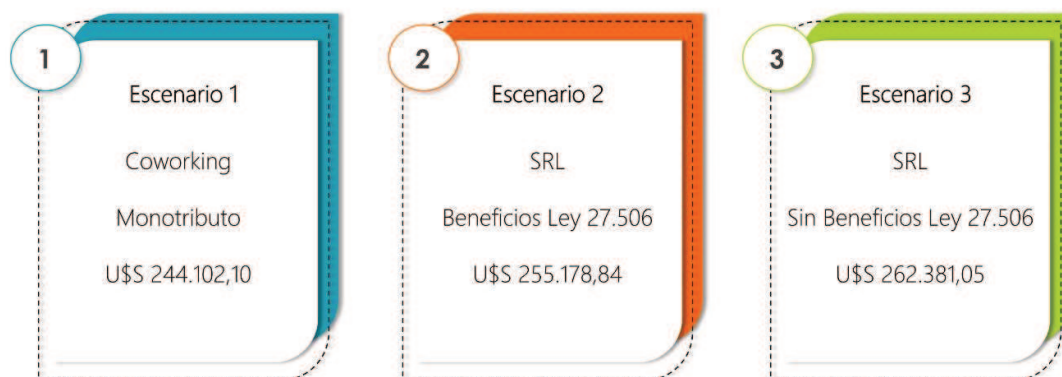 1
Escenario 1
Coworking
Monotributo
U$S 244.102,10
2
Escenario 2
SRL
Beneficios Ley 27.506
U$S 255.178,84
3
Escenario 3
SRL
Sin Beneficios Ley 27.506
U$S 262.381,05